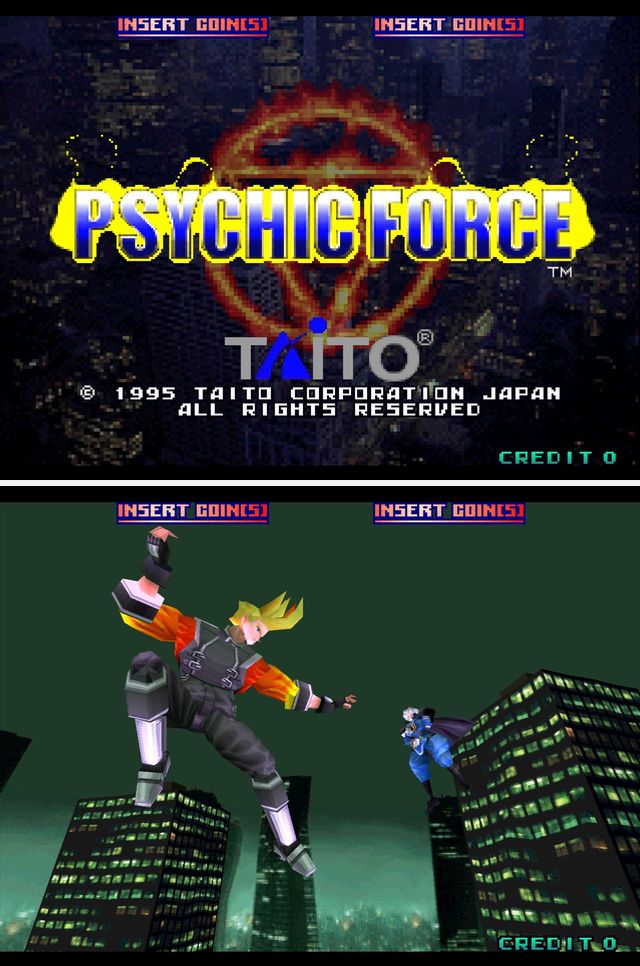 INSERT COIN[S] INSERT COIN[S]
PSYCHIC FORCE
TM
TAITO®
© 1995 TAITO CORPORATION JAPAN
ALL RIGHTS RESERVED
CREDIT 0
INSERT COIN[S] INSERT COIN[S]
CREDIT 0